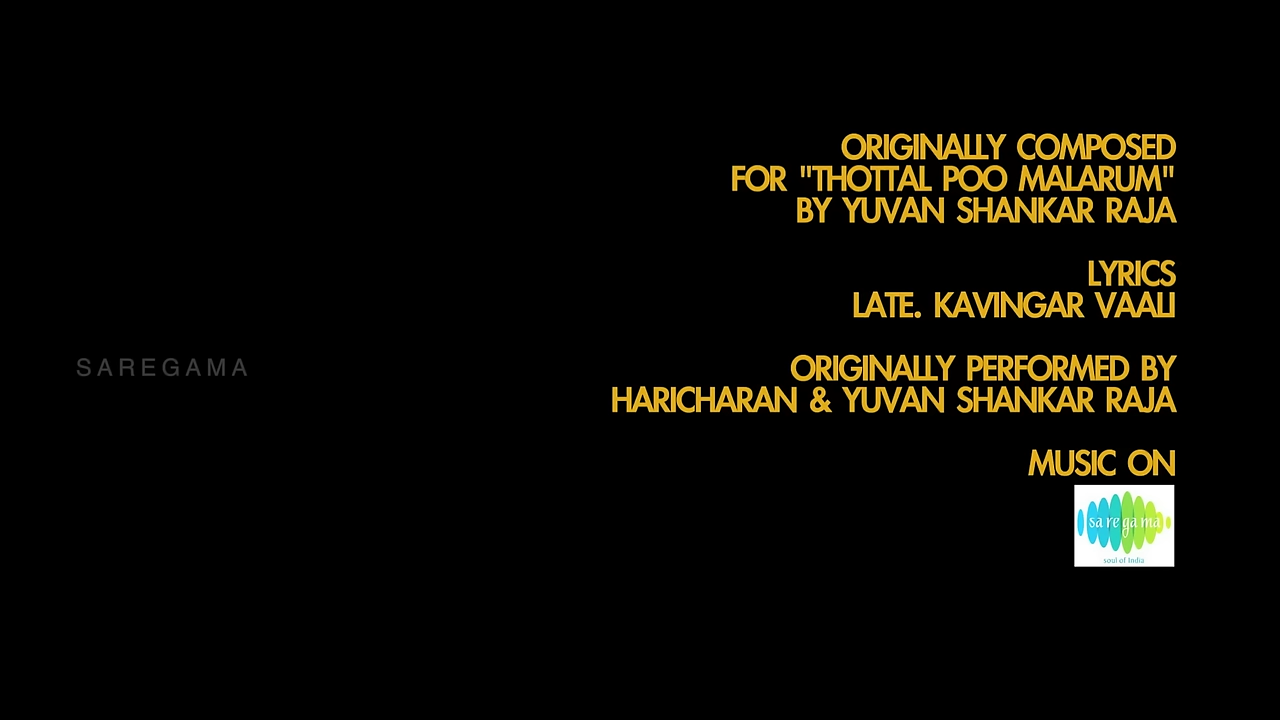 ORIGINALLY COMPOSED
FOR "THOTTAL POO MALARUM"
BY YUVAN SHANKAR RAJA
LYRICS
LATE. KAVINGAR VAALI
SAREGAMA
ORIGINALLY PERFORMED BY
HARICHARAN & YUVAN SHANKAR RAJA
MUSIC ON
sa re ga ma
soul of India